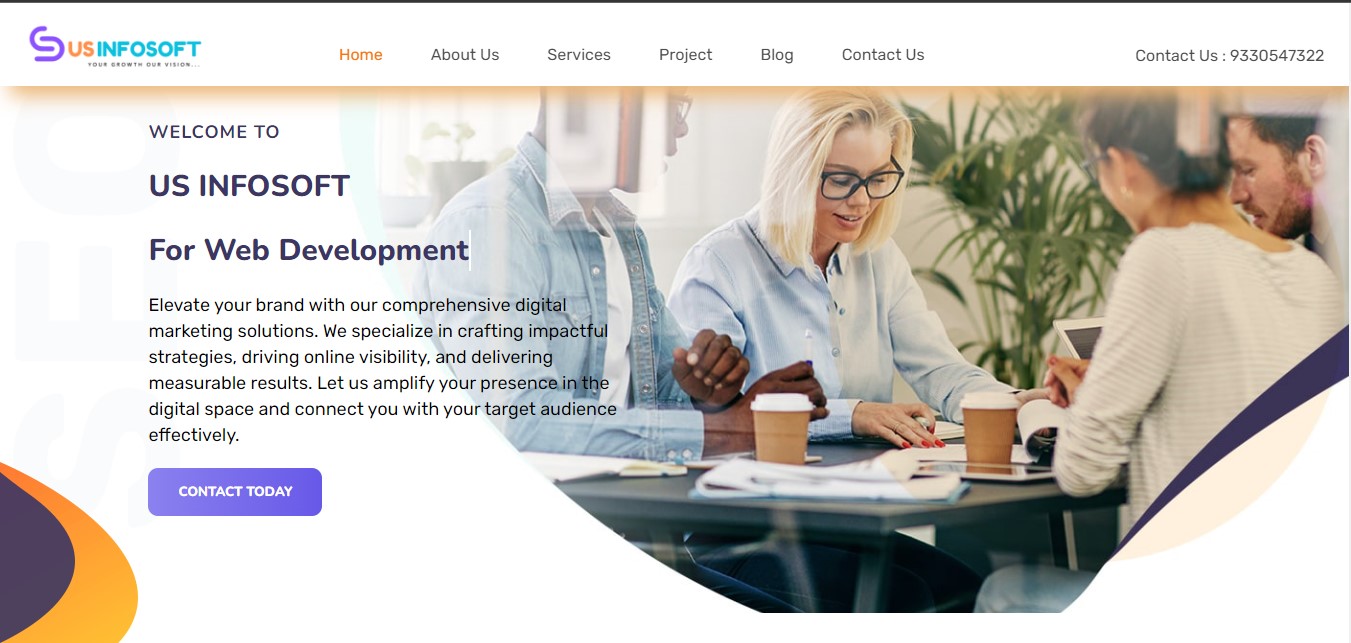 US INFOSOFT
YOUR GROWTH OUR VISION...
Home
About Us
Services
Project
Blog
Contact Us
Contact Us : 9330547322
SEO
WELCOME TO
US INFOSOFT
For Web Development
Elevate your brand with our comprehensive digital
marketing solutions. We specialize in crafting impactful
strategies, driving online visibility, and delivering
measurable results. Let us amplify your presence in the
digital space and connect you with your target audience
effectively.
CONTACT TODAY